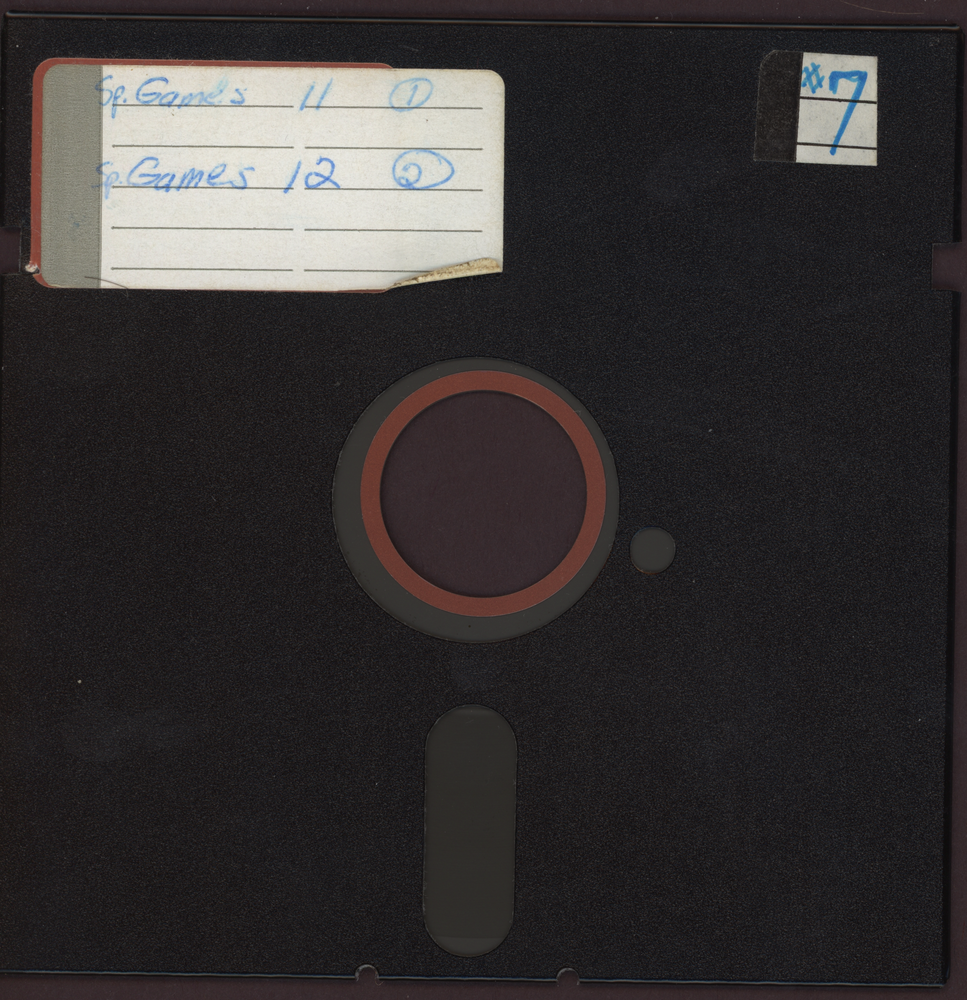 Sp. Games 11 ①
Sp. Games 12 ②
#7